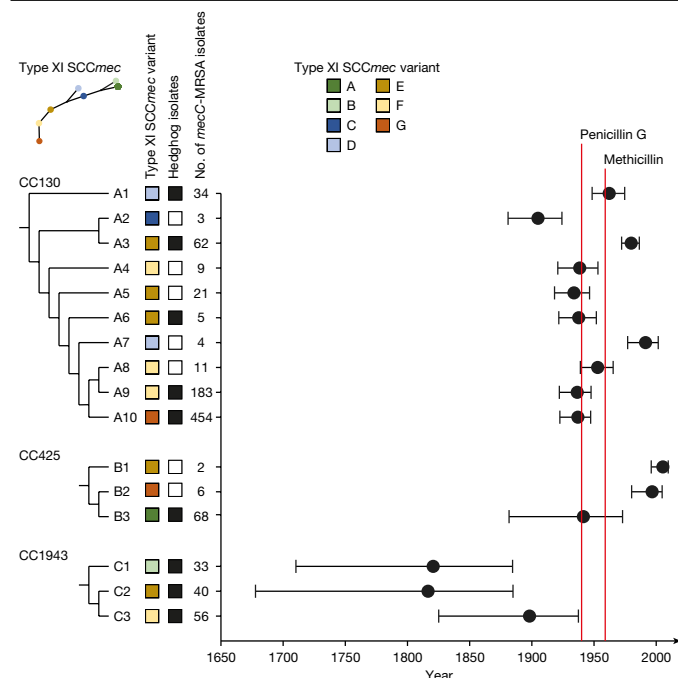 Type XI SCCmec
Type XI SCCmec variant
Hedghog isolates
No. of mecC-MRSA isolates
Type XI SCCmec variant
A E
B F
C G
D
Penicillin G
Methicillin
CC130
A1 34
A2 3
A3 62
A4 9
A5 21
A6 5
A7 4
A8 11
A9 183
A10 454
CC425
B1 2
B2 6
B3 68
CC1943
C1 33
C2 40
C3 56
1650 1700 1750 1800 1850 1900 1950 2000
Year